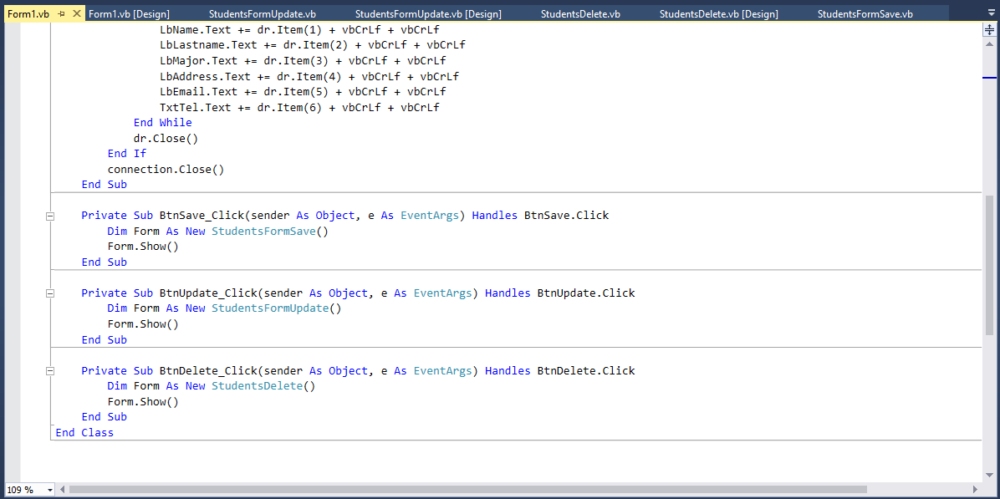 Form1.vb Form1.vb [Design] StudentsFormUpdate.vb StudentsFormUpdate.vb [Design] StudentsDelete.vb StudentsDelete.vb [Design] StudentsFormSave.vb
LbName.Text += dr.Item(1) + vbCrLf + vbCrLf
LbLastname.Text += dr.Item(2) + vbCrLf + vbCrLf
LbMajor.Text += dr.Item(3) + vbCrLf + vbCrLf
LbAddress.Text += dr.Item(4) + vbCrLf + vbCrLf
LbEmail.Text += dr.Item(5) + vbCrLf + vbCrLf
TxtTel.Text += dr.Item(6) + vbCrLf + vbCrLf
End While
dr.Close()
End If
connection.Close()
End Sub
Private Sub BtnSave_Click(sender As Object, e As EventArgs) Handles BtnSave.Click
Dim Form As New StudentsFormSave()
Form.Show()
End Sub
Private Sub BtnUpdate_Click(sender As Object, e As EventArgs) Handles BtnUpdate.Click
Dim Form As New StudentsFormUpdate()
Form.Show()
End Sub
Private Sub BtnDelete_Click(sender As Object, e As EventArgs) Handles BtnDelete.Click
Dim Form As New StudentsDelete()
Form.Show()
End Sub
End Class
109 %